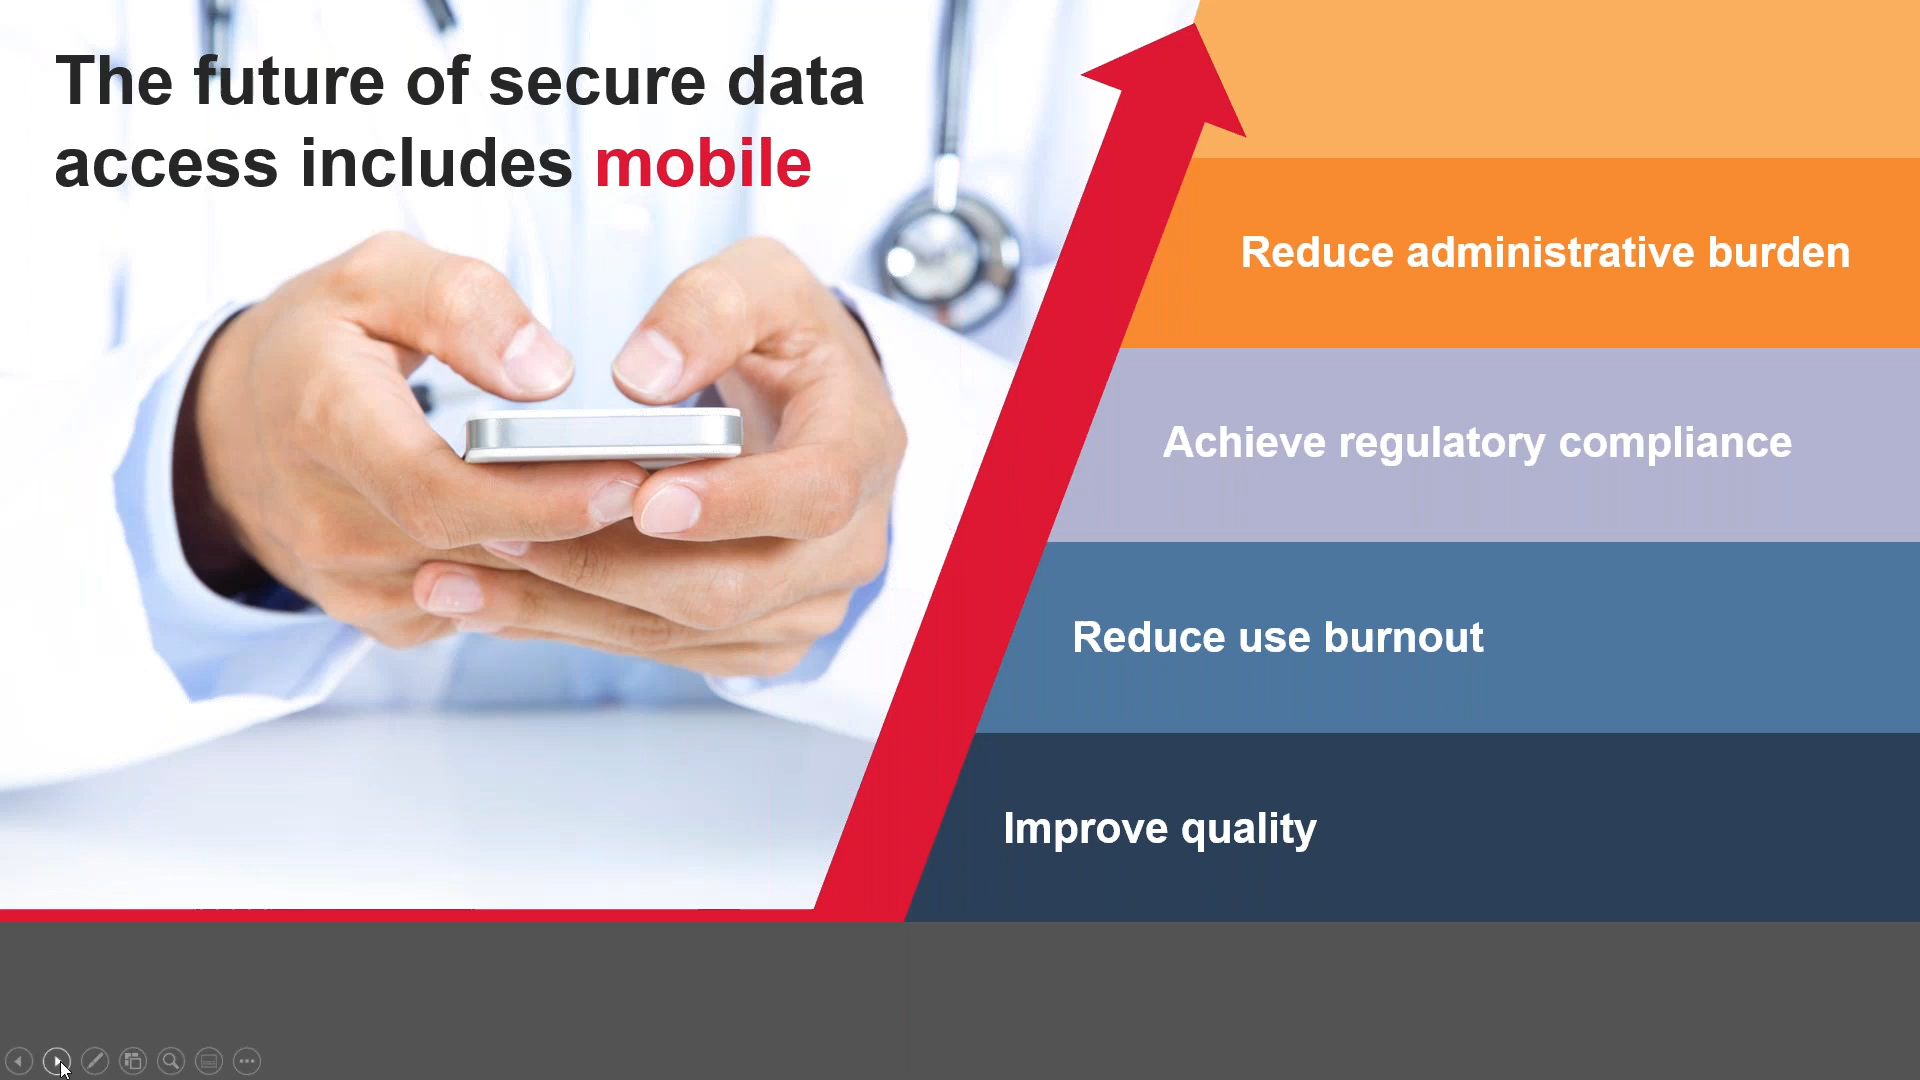 The future of secure data
access includes mobile
Reduce administrative burden
Achieve regulatory compliance
Reduce use burnout
Improve quality